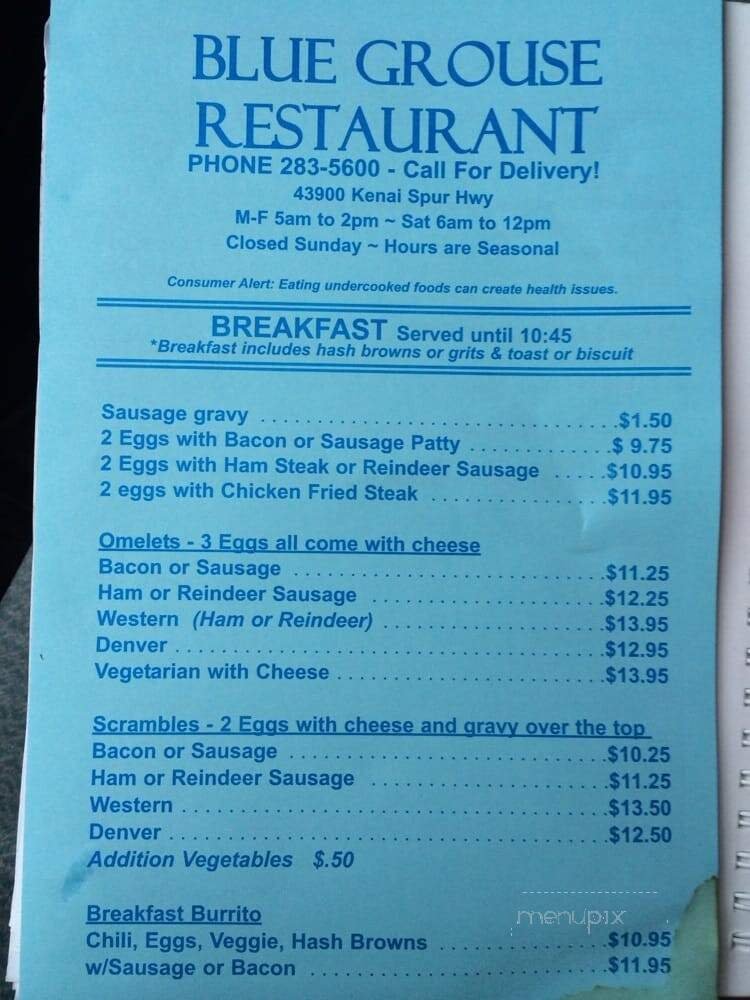 BLUE GROUSE
RESTAURANT
PHONE 283-5600 - Call For Delivery!
43900 Kenai Spur Hwy
M-F 5am to 2pm ~ Sat 6am to 12pm
Closed Sunday ~ Hours are Seasonal
Consumer Alert: Eating undercooked foods can create health issues.
BREAKFAST Served until 10:45
*Breakfast includes hash browns or grits & toast or biscuit
Sausage gravy ..................................$1.50
2 Eggs with Bacon or Sausage Patty .............$ 9.75
2 Eggs with Ham Steak or Reindeer Sausage .....$10.95
2 eggs with Chicken Fried Steak ................$11.95
Omelets - 3 Eggs all come with cheese
Bacon or Sausage .............................$11.25
Ham or Reindeer Sausage ......................$12.25
Western (Ham or Reindeer) .....................$13.95
Denver ........................................$12.95
Vegetarian with Cheese .........................$13.95
Scrambles - 2 Eggs with cheese and gravy over the top
Bacon or Sausage .............................$10.25
Ham or Reindeer Sausage ......................$11.25
Western .......................................$13.50
Denver ........................................$12.50
Addition Vegetables $.50
Breakfast Burrito
Chili, Eggs, Veggie, Hash Browns ................$10.95
w/Sausage or Bacon ...........................$11.95
menupix